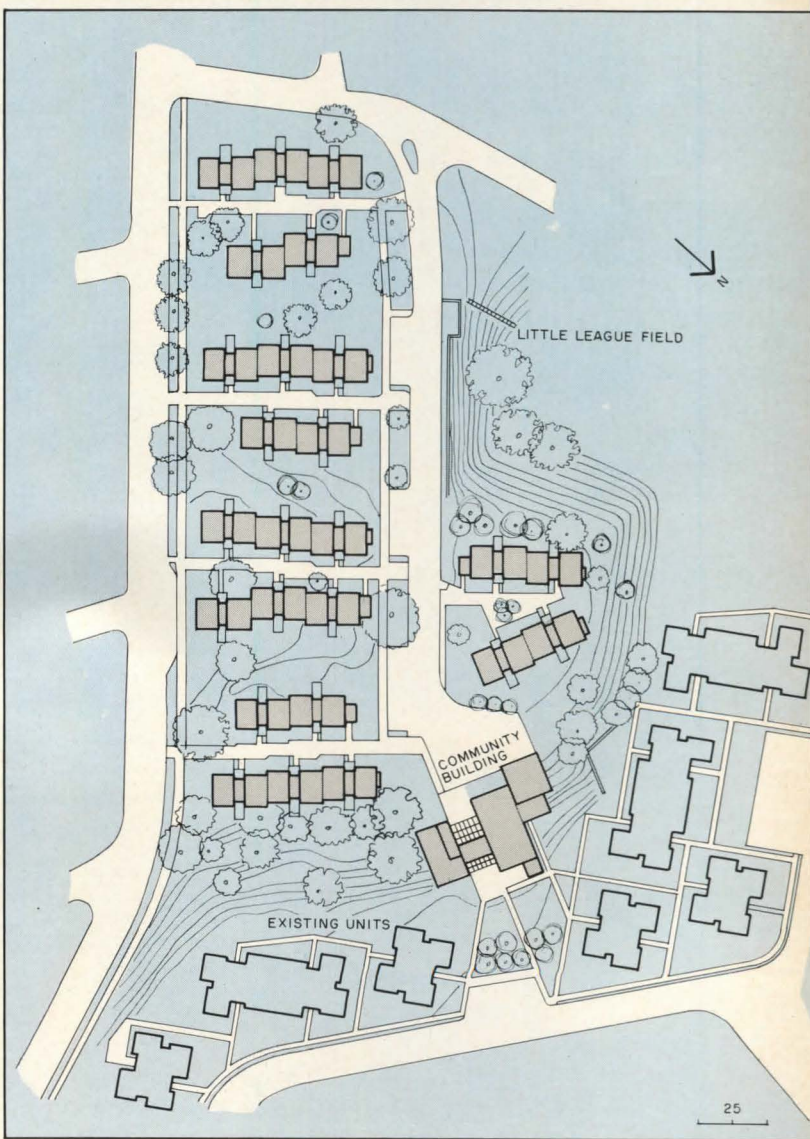 N
LITTLE LEAGUE FIELD
COMMUNITY
BUILDING
EXISTING UNITS
25